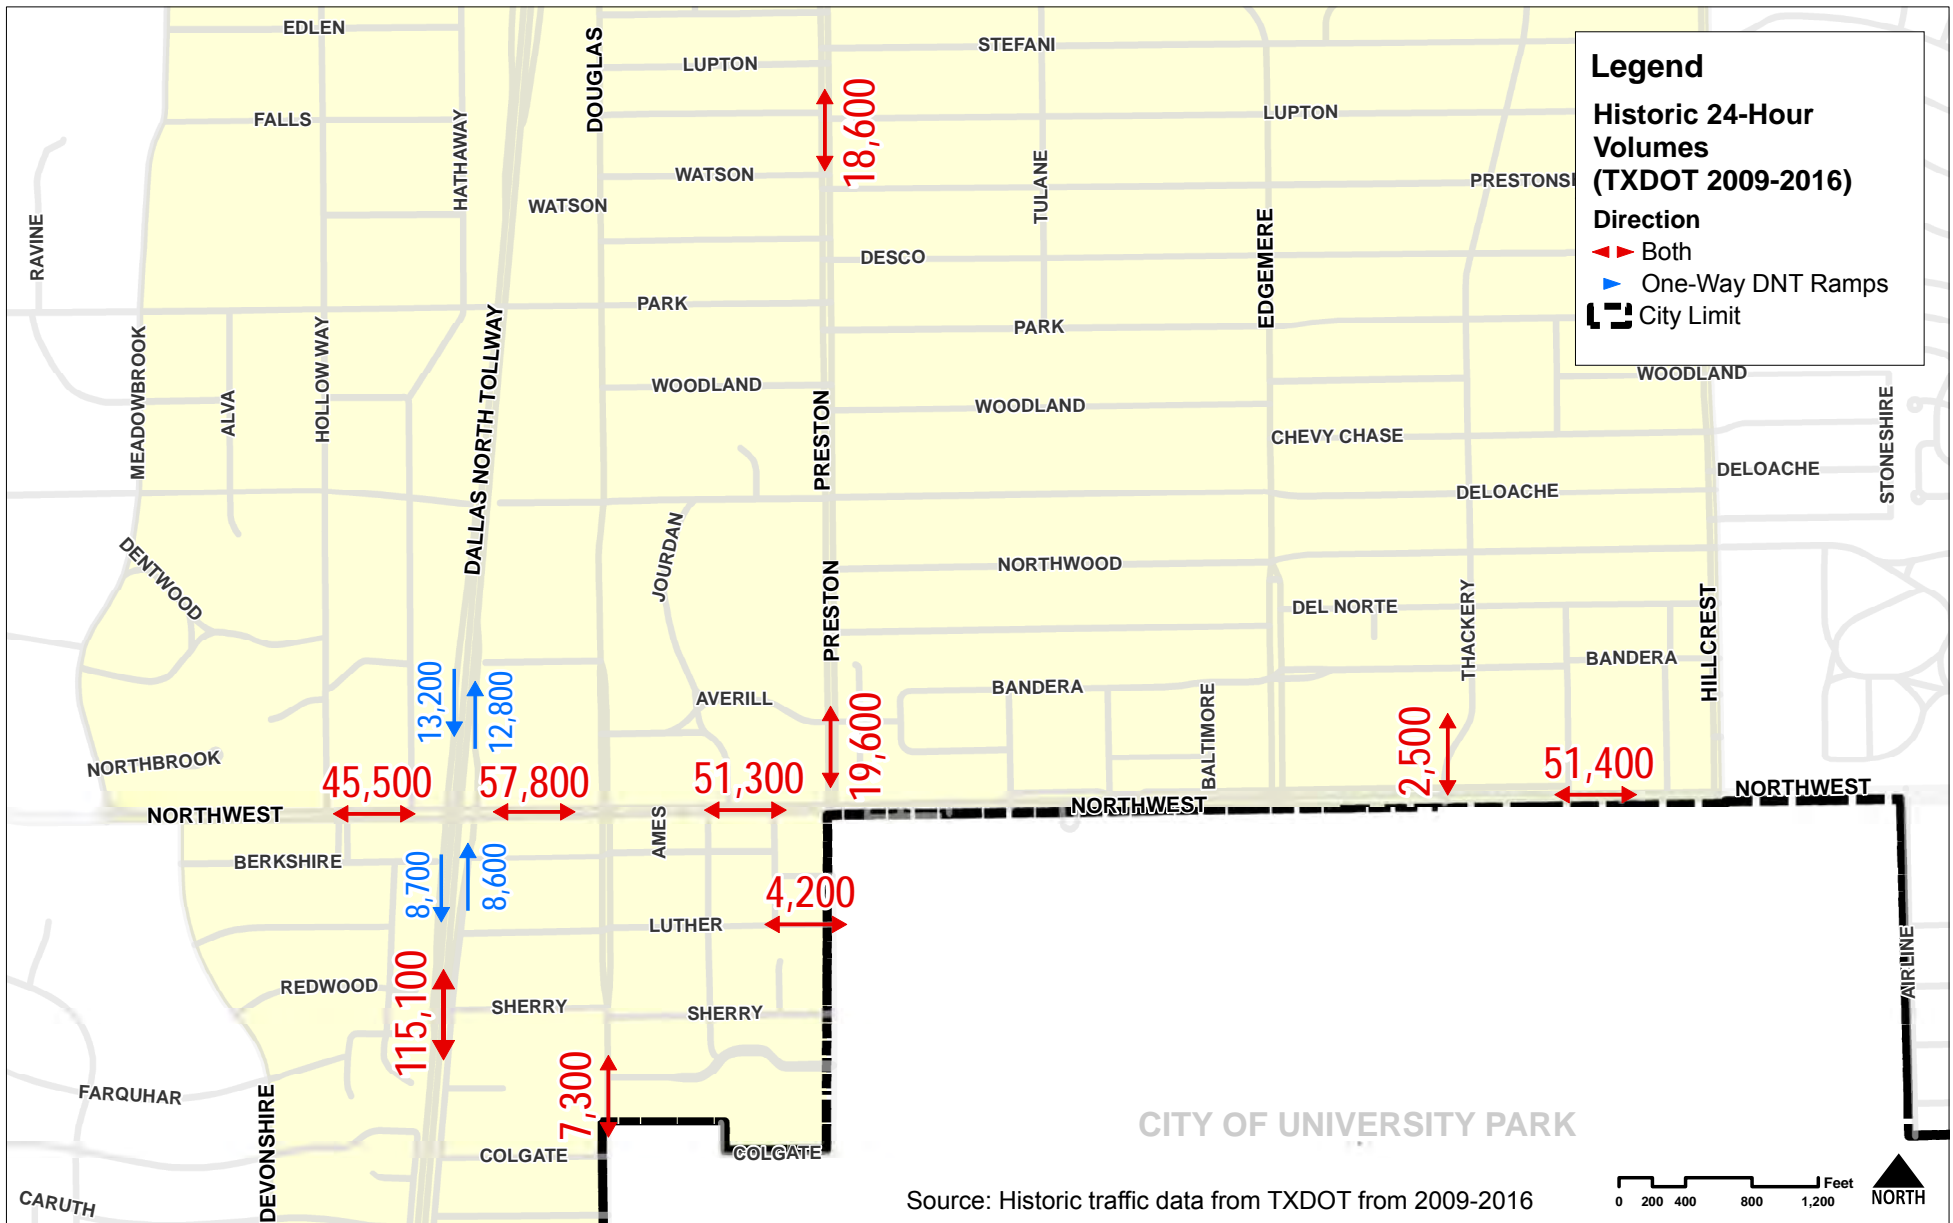 EDLEN
DOUGLAS
LUPTON
STEFANI
Legend
Historic 24-Hour
Volumes
(TXDOT 2009-2016)
Direction
Both
One-Way DNT Ramps
City Limit
FALLS
HATHAWAY
18,600
LUPTON
WATSON
TULANE
PRESTONS
WATSON
RAVINE
DESCO
EDGEMERE
PARK
PARK
MEADOWBROOK
ALVA
HOLLOW WAY
DALLAS NORTH TOLLWAY
WOODLAND
PRESTON
WOODLAND
WOODLAND
CHEVY CHASE
DELOACHE
STONESHIRE
DELOACHE
DENTWOOD
JOURDAN
PRESTON
NORTHWOOD
DEL NORTE
THACKERY
HILLCREST
BANDERA
13,200
12,800
AVERILL
BANDERA
BALTIMORE
19,600
2,500
NORTHBROOK
45,500
57,800
51,300
51,400
NORTHWEST
NORTHWEST
NORTHWEST
AMES
BERKSHIRE
8,700
8,600
4,200
LUTHER
AIRLINE
REDWOOD
115,100
SHERRY
SHERRY
7,300
FARQUHAR
DEVONSHIRE
CITY OF UNIVERSITY PARK
COLGATE
COLGATE
CARUTH
Source: Historic traffic data from TXDOT from 2009-2016
Feet
0 200 400 800 1,200
NORTH